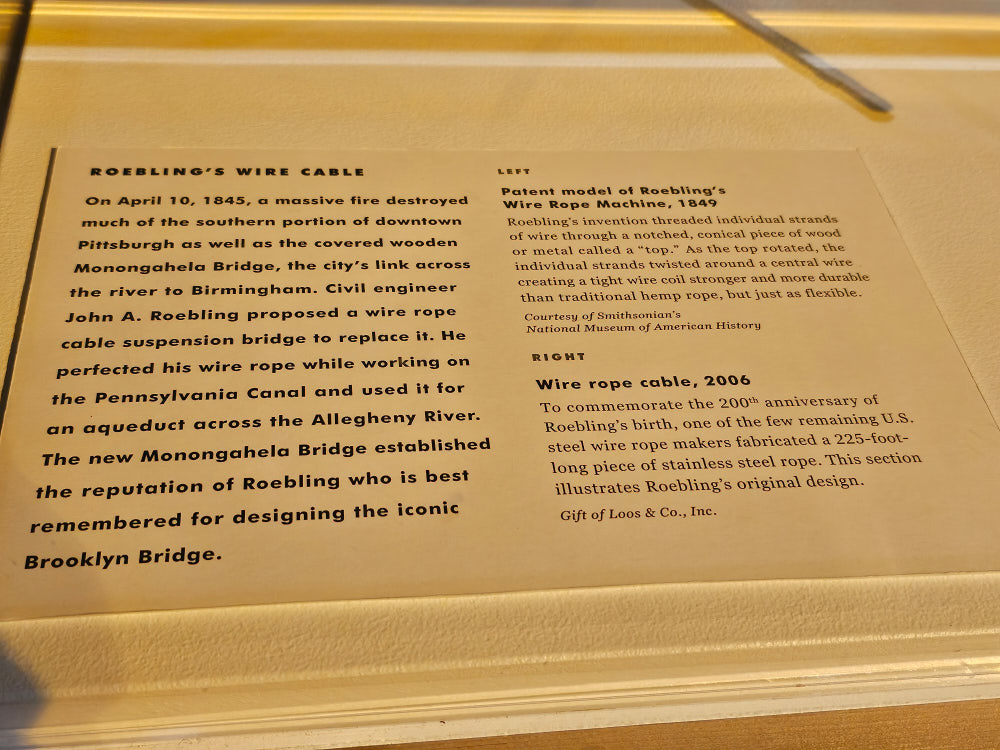 ROEBLING'S WIRE CABLE
On April 10, 1845, a massive fire destroyed
much of the southern portion of downtown
Pittsburgh as well as the covered wooden
Monongahela Bridge, the city's link across
the river to Birmingham. Civil engineer
John A. Roebling proposed a wire rope
cable suspension bridge to replace it. He
perfected his wire rope while working on
the Pennsylvania Canal and used it for
an aqueduct across the Allegheny River.
The new Monongahela Bridge established
the reputation of Roebling who is best
remembered for designing the iconic
Brooklyn Bridge.
LEFT
Patent model of Roebling's
Wire Rope Machine, 1849
Roebling's invention threaded individual strands
of wire through a notched, conical piece of wood
or metal called a "top." As the top rotated, the
individual strands twisted around a central wire
creating a tight wire coil stronger and more durable
than traditional hemp rope, but just as flexible.
Courtesy of Smithsonian's
National Museum of American History
RIGHT
Wire rope cable, 2006
To commemorate the 200th anniversary of
Roebling's birth, one of the few remaining U.S.
steel wire rope makers fabricated a 225-foot-
long piece of stainless steel rope. This section
illustrates Roebling's original design.
Gift of Loos & Co., Inc.